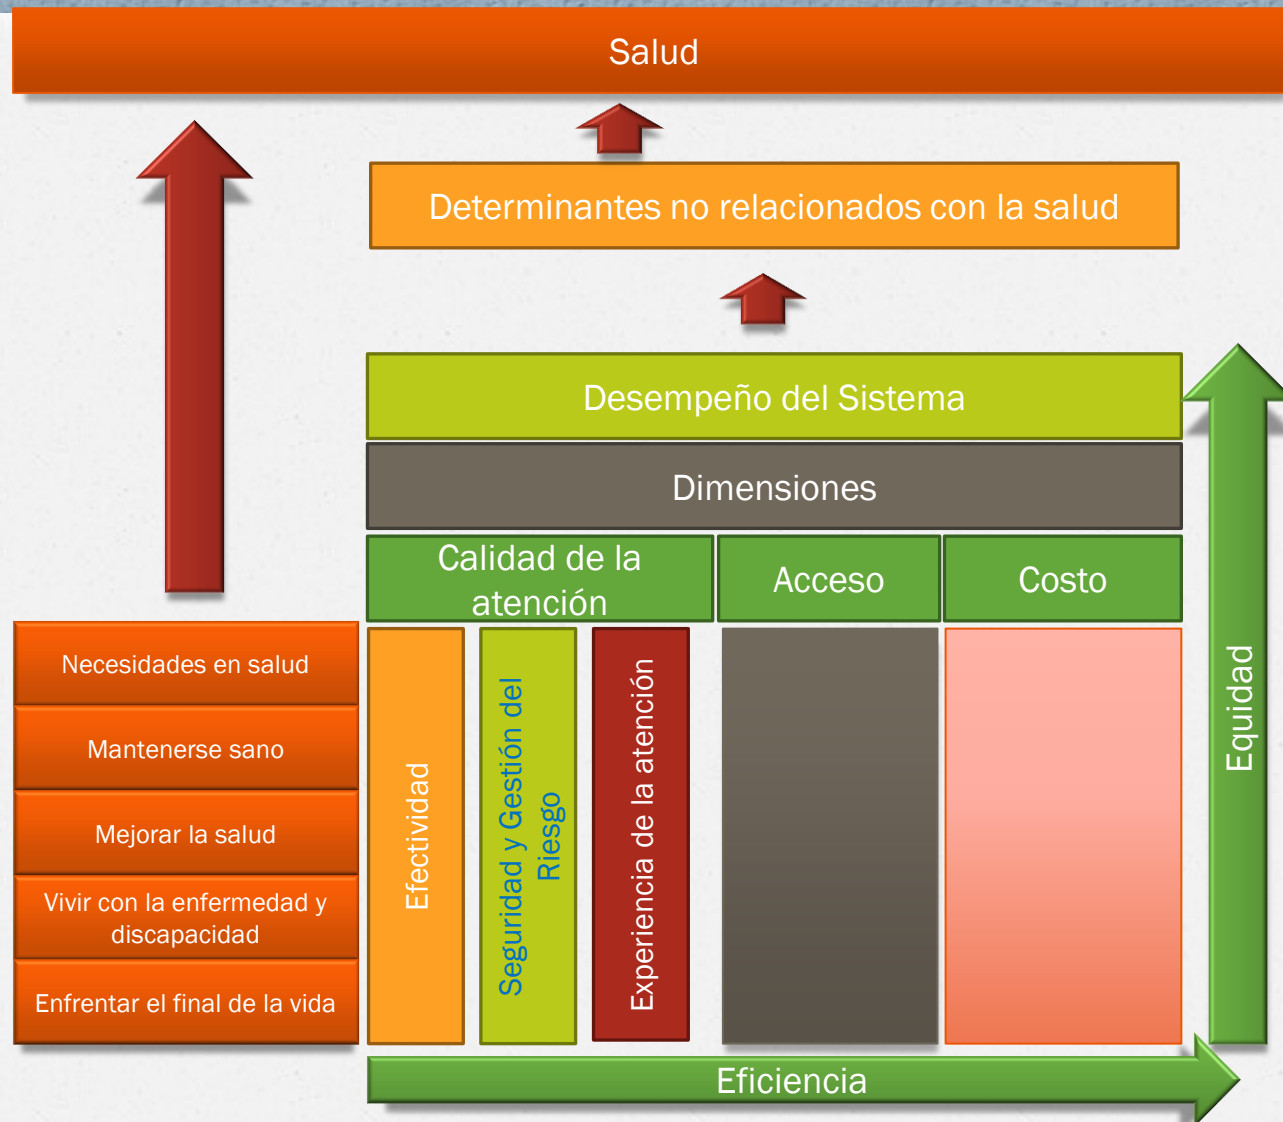 Salud
Determinantes no relacionados con la salud
Desempeño del Sistema
Dimensiones
Calidad de la
atención
Acceso
Costo
Necesidades en salud
Mantenerse sano
Mejorar la salud
Vivir con la enfermedad y
discapacidad
Enfrentar el final de la vida
Efectividad
Seguridad y Gestión del
Riesgo
Experiencia de la atención
Equidad
Eficiencia